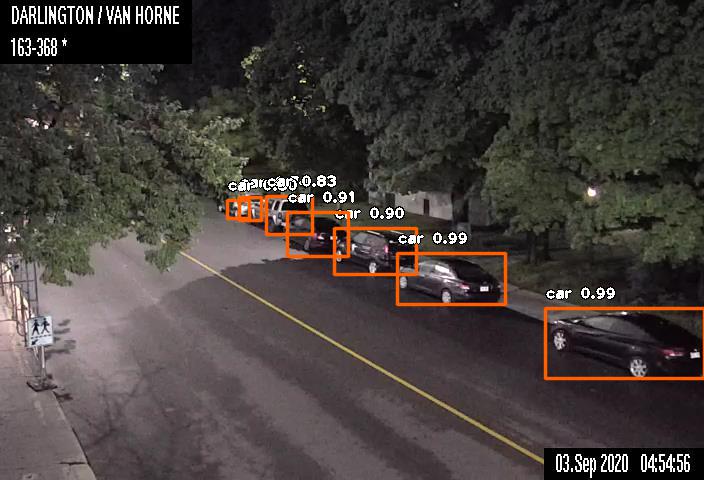 DARLINGTON / VAN HORNE
163-368 *
car 0.83
car 0.91
car 0.90
car 0.99
car 0.99
03.Sep 2020 04:54:56